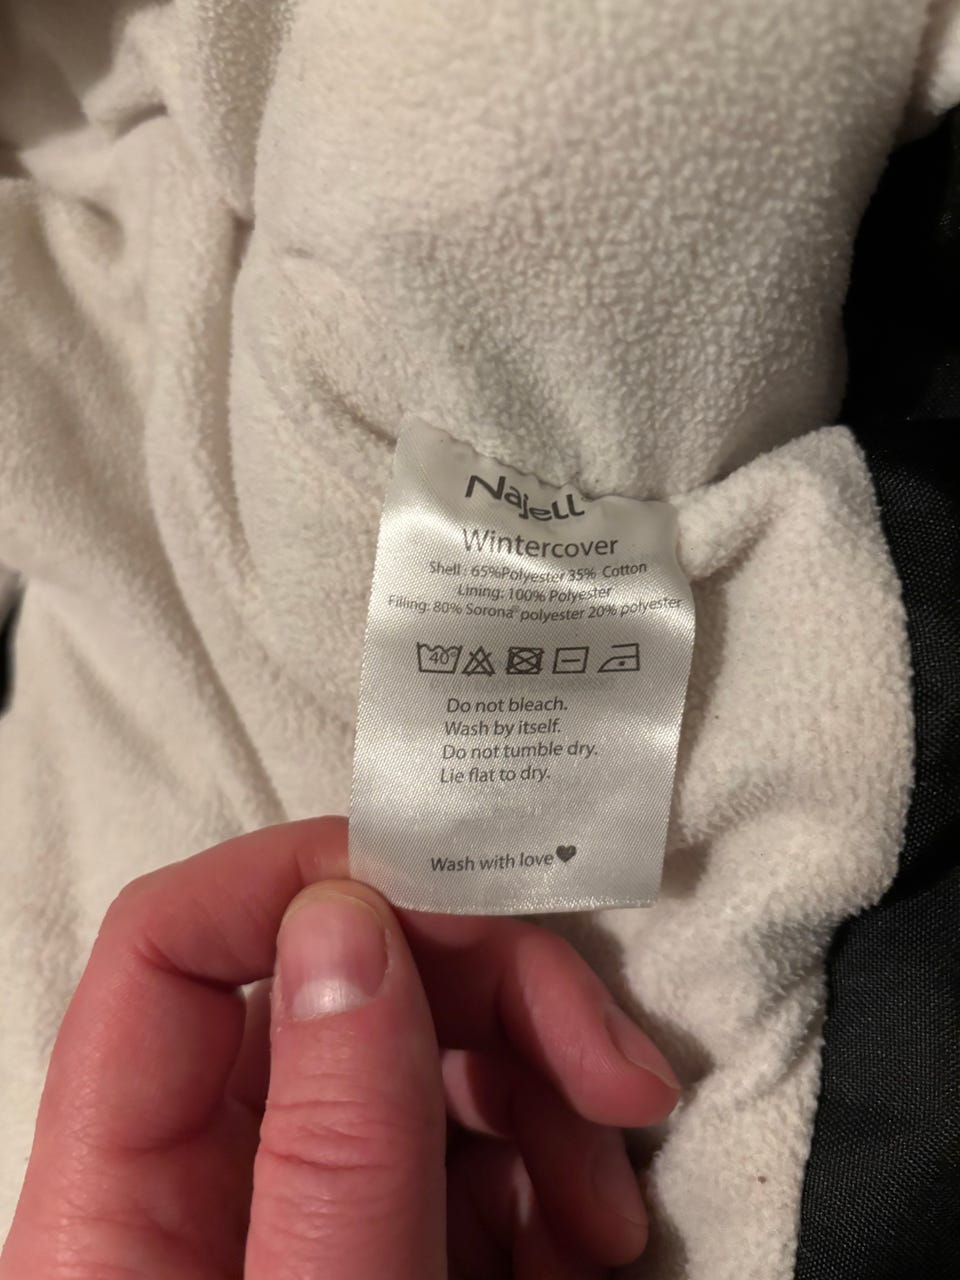 Najell
Wintercover
Shell : 65%Polyester 35% Cotton
Lining: 100% Polyester
Filling: 80% Sorona® polyester 20% polyester
40
Do not bleach.
Wash by itself.
Do not tumble dry.
Lie flat to dry.
Wash with love